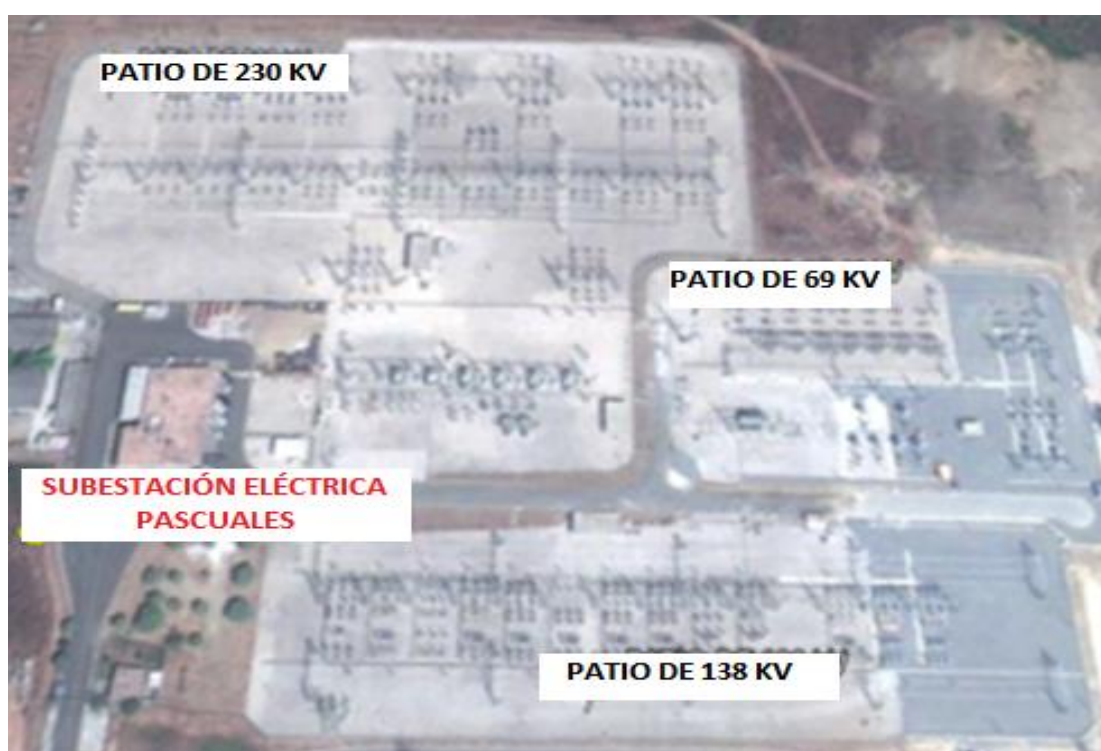 PATIO DE 230 KV
PATIO DE 69 KV
SUBESTACIÓN ELÉCTRICA
PASCUALES
PATIO DE 138 KV